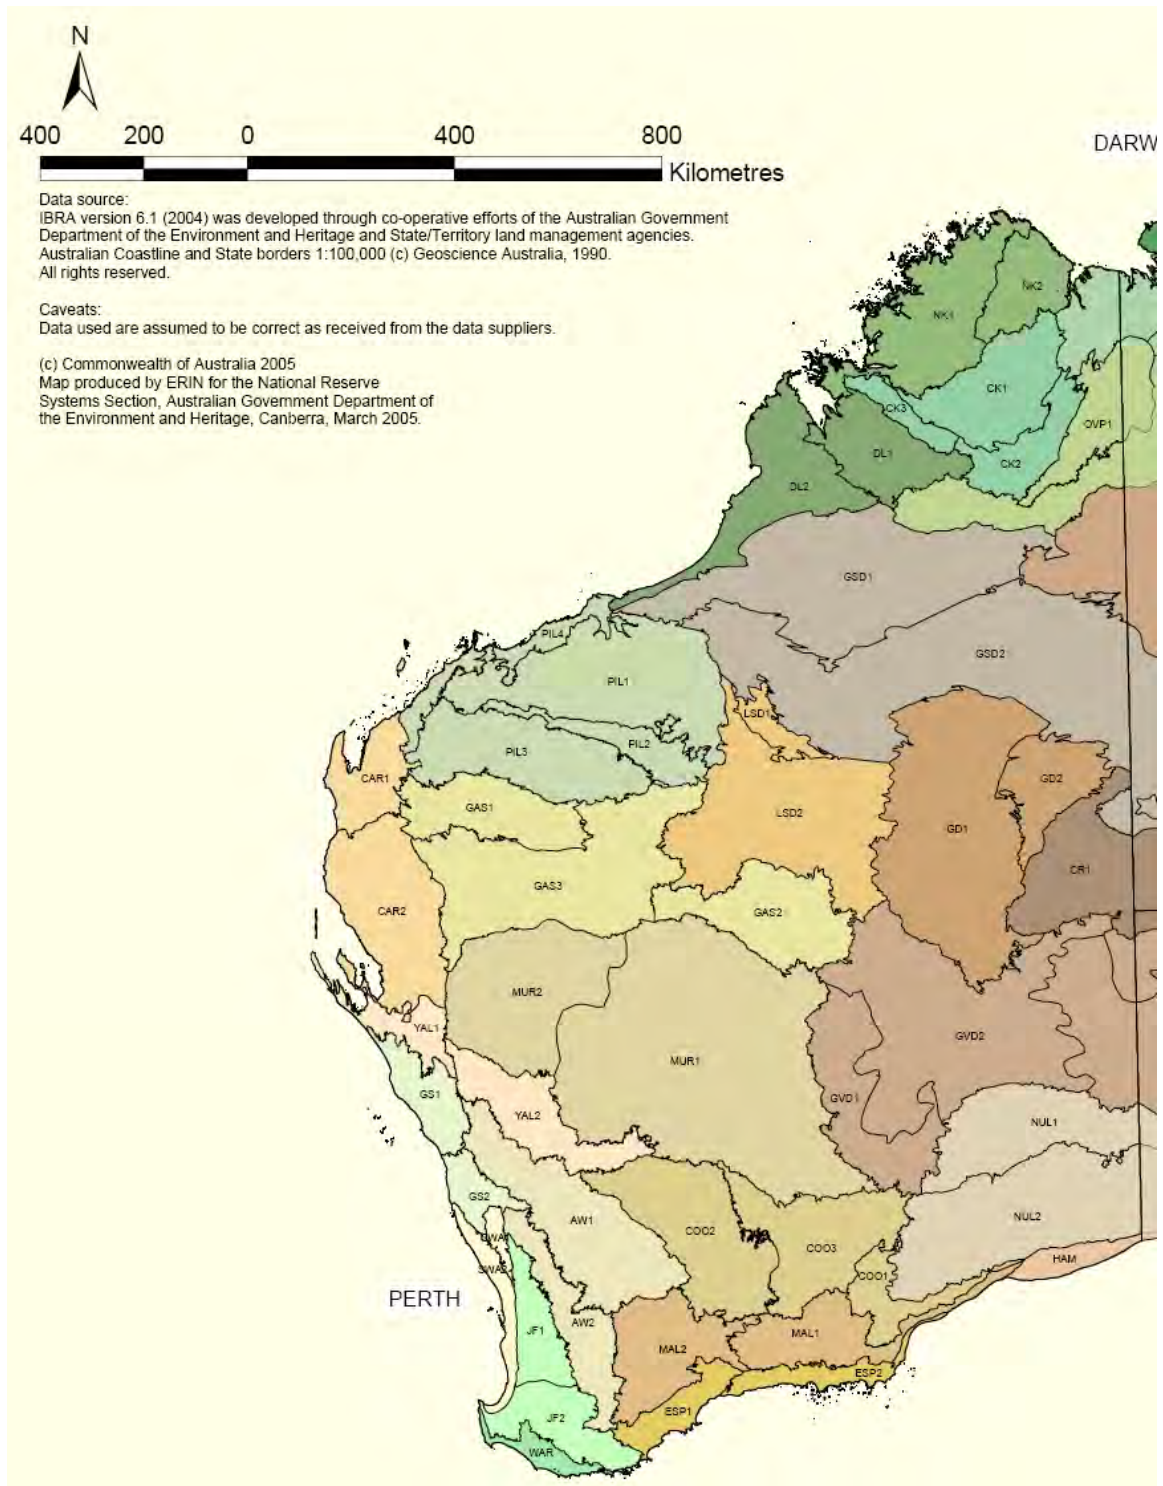 N
400 200 0 400 800
Kilometres
DARW
Data source:
IBRA version 6.1 (2004) was developed through co-operative efforts of the Australian Government
Department of the Environment and Heritage and State/Territory land management agencies.
Australian Coastline and State borders 1:100,000 (c) Geoscience Australia, 1990.
All rights reserved.
Caveats:
Data used are assumed to be correct as received from the data suppliers.
(c) Commonwealth of Australia 2005
Map produced by ERIN for the National Reserve
Systems Section, Australian Government Department of
the Environment and Heritage, Canberra, March 2005.
NK2
NK1
CK1
CK3
OVP1
DL1
CK2
DL2
GSD1
PIL4
GSD2
PIL1
LSD1
PIL2
PIL3
CAR1
GD2
GAS1
LSD2
GD1
CR1
GAS3
CAR2
GAS2
MUR2
YAL1
GVD2
MUR1
GS1
GVD1
YAL2
NUL1
GS2
AW1
NUL2
COO2
COO3
HAM
COO1
PERTH
AW2
JF1
MAL1
MAL2
ESP2
ESP1
JF2
WAR